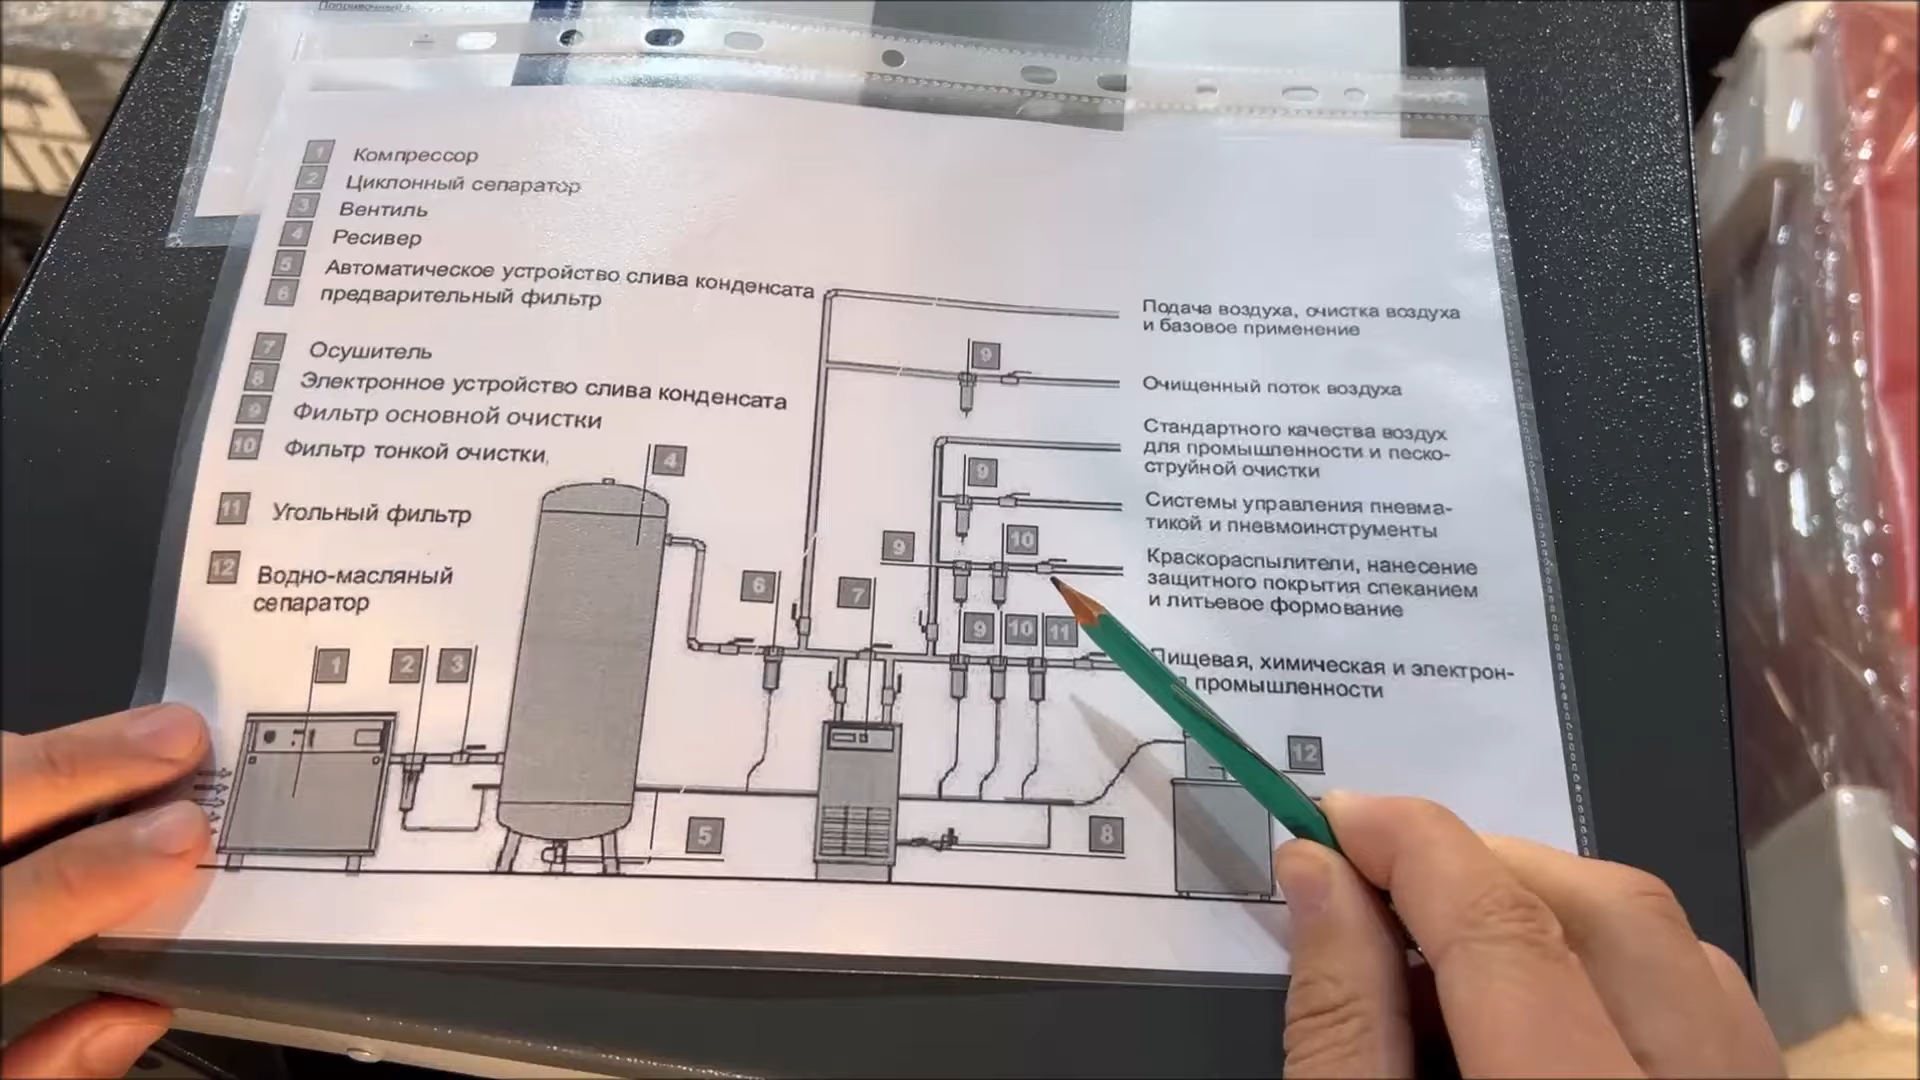 1 Компрессор
2 Циклонный сепаратор
3 Вентиль
4 Ресивер
5 Автоматическое устройство слива конденсата
6 предварительный фильтр
7 Осушитель
8 Электронное устройство слива конденсата
9 Фильтр основной очистки
10 Фильтр тонкой очистки,
11 Угольный фильтр
12 Водно-масляный
сепаратор
Подача воздуха, очистка воздуха
и базовое применение
9
Очищенный поток воздуха
Стандартного качества воздух
для промышленности и песко-
струйной очистки
4
9
Системы управления пневма-
тикой и пневмоинструменты
9
10
Краскораспылители, нанесение
защитного покрытия спеканием
и литьевое формование
6
7
9
10
11
1
2
3
Пищевая, химическая и электрон-
промышленности
12
5
8